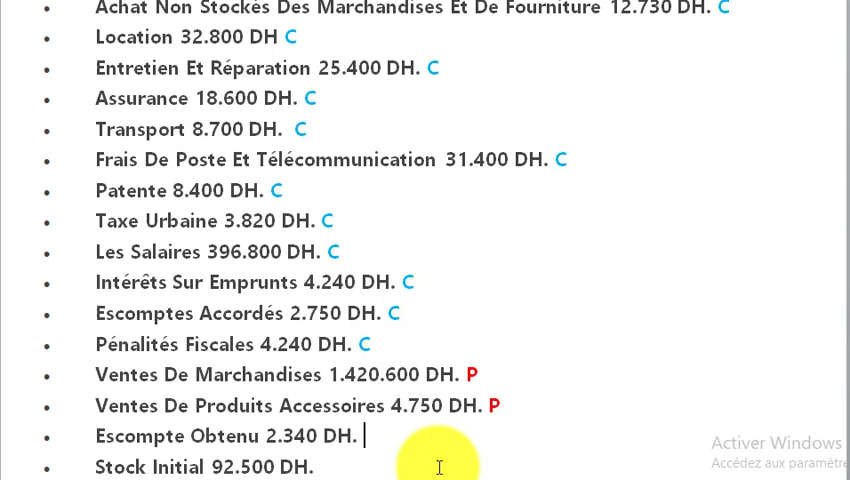 Achat Non Stockés Des Marchandises Et De Fourniture 12.730 DH. C
Location 32.800 DH C
Entretien Et Réparation 25.400 DH. C
Assurance 18.600 DH. C
Transport 8.700 DH. C
Frais De Poste Et Télécommunication 31.400 DH. C
Patente 8.400 DH. C
Taxe Urbaine 3.820 DH. C
Les Salaires 396.800 DH. C
Intérêts Sur Emprunts 4.240 DH. C
Escomptes Accordés 2.750 DH. C
Pénalités Fiscales 4.240 DH. C
Ventes De Marchandises 1.420.600 DH. P
Ventes De Produits Accessoires 4.750 DH. P
Escompte Obtenu 2.340 DH.
Stock Initial 92.500 DH.
Activer Windows
Accédez aux paramètre